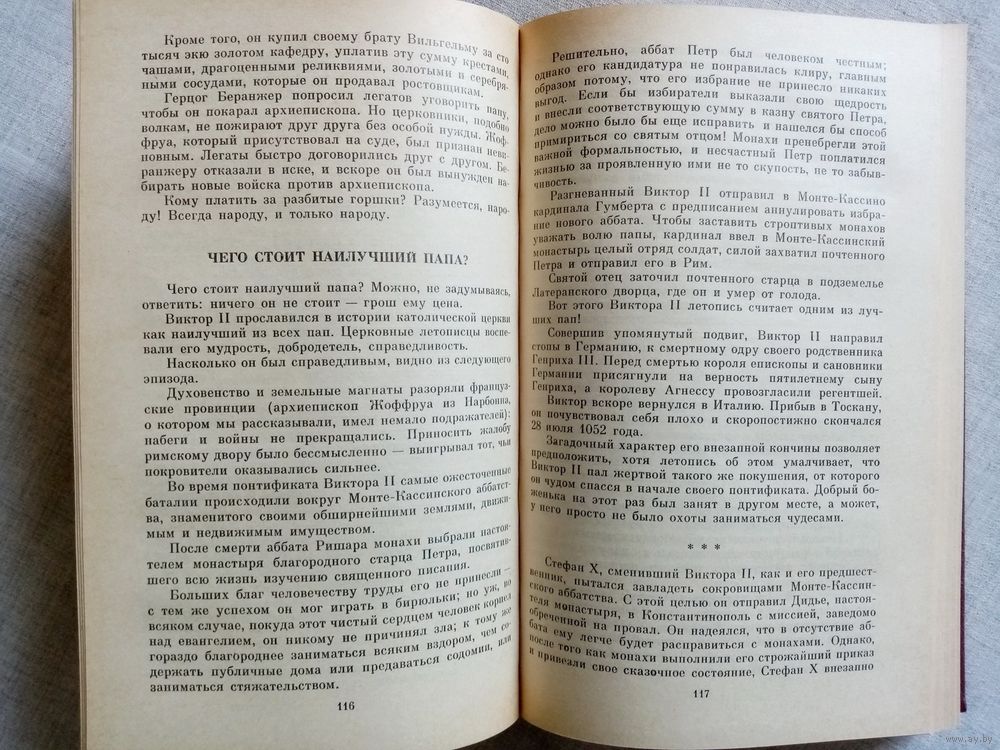 Кроме того, он купил своему брату Вильгельму за сто
тысяч экю золотом кафедру, уплатив эту сумму крестами,
чашами, драгоценными реликвиями, золотыми и серебря-
ными сосудами, которые он продавал ростовщикам.
Герцог Беранжер попросил легатов уговорить папу,
чтобы он покарал архиепископа. Но церковники, подобно
волкам, не пожирают друг друга без особой нужды. Жоф-
фруа, который присутствовал на суде, был признан неви-
новным. Легаты быстро договорились друг с другом. Бе-
ранжеру отказали в иске, и вскоре он был вынужден на-
бирать новые войска против архиепископа.
Кому платить за разбитые горшки? Разумеется, наро-
ду! Всегда народу, и только народу.
ЧЕГО СТОИТ НАИЛУЧШИЙ ПАПА?
Чего стоит наилучший папа? Можно, не задумываясь,
ответить: ничего он не стоит — грош ему цена.
Виктор II прославился в истории католической церкви
как наилучший из всех пап. Церковные летописцы воспе-
вали его мудрость, добродетель, справедливость.
Насколько он был справедливым, видно из следующего
эпизода.
Духовенство и земельные магнаты разоряли француз-
ские провинции (архиепископ Жоффруа из Нарбонна,
о котором мы рассказывали, имел немало подражателей):
набеги и войны не прекращались. Приносить жалобу
римскому двору было бессмысленно — выигрывал тот, чьи
покровители оказывались сильнее.
Во время понтификата Виктора II самые ожесточенные
баталии происходили вокруг Монте-Кассинского аббатст-
ва, знаменитого своими обширнейшими землями, движи-
мым и недвижимым имуществом.
После смерти аббата Ришара монахи выбрали настоя-
телем монастыря благородного старца Петра, посвятив-
шего всю жизнь изучению священного писания.
Больших благ человечеству труды его не принесли —
с тем же успехом он мог играть в бирюльки; но уж, во
всяком случае, покуда этот чистый сердцем человек корпел
над евангелием, он никому не причинял зла; к тому же
гораздо благороднее заниматься всяким вздором, чем со-
держать публичные дома или предаваться содомии, или
заниматься стяжательством.
116
Решительно, аббат Петр был человеком честным;
однако его кандидатура не понравилась клиру, главным
образом потому, что его избрание не принесло никаких
выгод. Если бы избиратели выказали свою щедрость
и внесли соответствующую сумму в казну святого Петра,
дело можно было бы еще исправить и нашелся бы способ
примириться со святым отцом! Монахи пренебрегли этой
важной формальностью, и несчастный Петр поплатился
жизнью за проявленную ими не то скупость, не то забыв-
чивость.
Разгневанный Виктор II отправил в Монте-Кассино
кардинала Гумберта с предписанием аннулировать избра-
ние нового аббата. Чтобы заставить строптивых монахов
уважать волю папы, кардинал ввел в Монте-Кассинский
монастырь целый отряд солдат, силой захватил почтенного
Петра и отправил его в Рим.
Святой отец заточил почтенного старца в подземелье
Латеранского дворца, где он и умер от голода.
Вот этого Виктора II летопись считает одним из луч-
ших пап!
Совершив упомянутый подвиг, Виктор II направил
стопы в Германию, к смертному одру своего родственника
Генриха III. Перед смертью короля епископы и сановники
Германии присягнули на верность пятилетнему сыну
Генриха, а королеву Агнессу провозгласили регентшей.
Виктор вскоре вернулся в Италию. Прибыв в Тоскану,
он почувствовал себя плохо и скоропостижно скончался
28 июля 1052 года.
Загадочный характер его внезапной кончины позволяет
предположить, хотя летопись об этом умалчивает, что
Виктор II пал жертвой такого же покушения, от которого
он чудом спасся в начале своего понтификата. Добрый бо-
женька на этот раз был занят в другом месте, а может,
у него просто не было охоты заниматься чудесами.
* * *
Стефан X, сменивший Виктора II, как и его предшест-
венник, пытался завладеть сокровищами Монте-Кассин-
ского аббатства. С этой целью он отправил Дидье, настоя-
теля монастыря, в Константинополь с миссией, заведомо
обреченной на провал. Он надеялся, что в отсутствие аб-
бата ему легче будет расправиться с монахами. Однако,
после того как монахи выполнили его строжайший приказ
и привезли свое сказочное состояние, Стефан X внезапно
117
www.ay.by